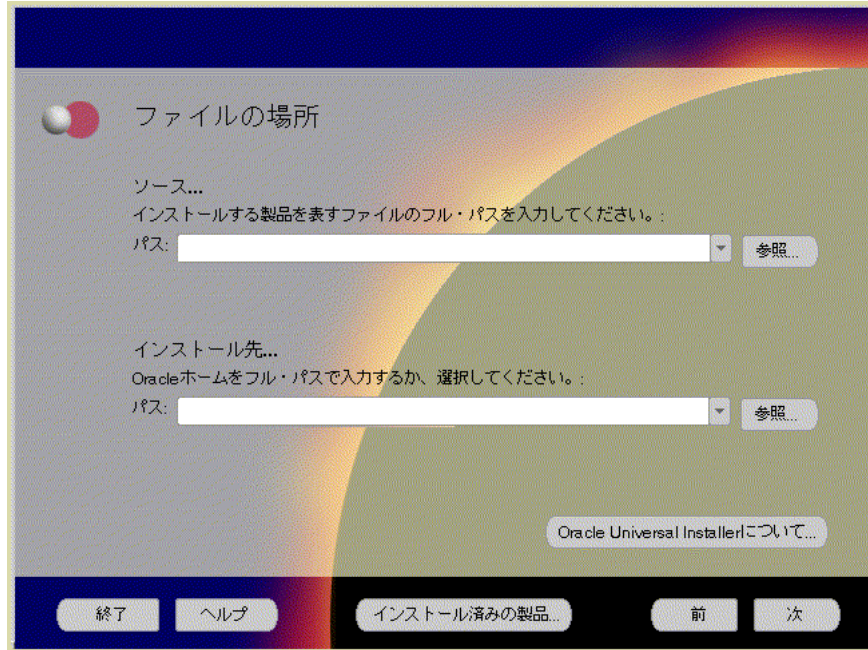 ファイルの場所
ソース...
インストールする製品を表すファイルのフル・パスを入力してください。:
パス:
参照...
インストール先...
Oracleホームをフル・パスで入力するか、選択してください。:
パス:
参照...
Oracle Universal Installerについて...
終了 ヘルプ インストール済みの製品... 前 次